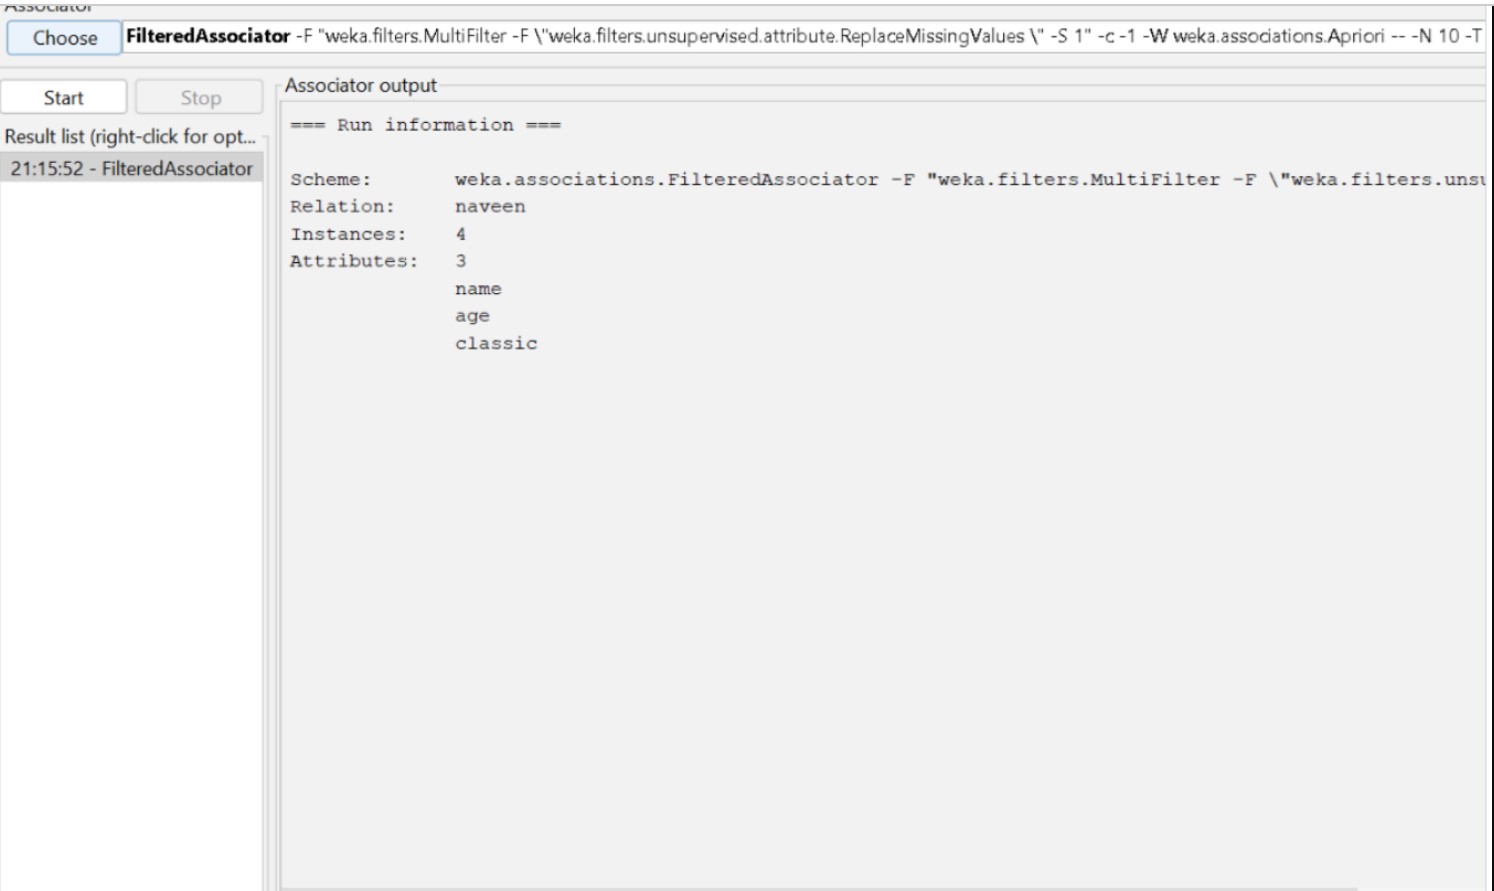 Associator
Choose FilteredAssociator -F "weka.filters.MultiFilter -F \"weka.filters.unsupervised.attribute.ReplaceMissingValues \" -S 1" -c -1 -W weka.associations.Apriori -- -N 10 -T
Start Stop
Associator output
Result list (right-click for opt...
21:15:52 - FilteredAssociator
=== Run information ===
Scheme: weka.associations.FilteredAssociator -F "weka.filters.MultiFilter -F \"weka.filters.unsu
Relation: naveen
Instances: 4
Attributes: 3
name
age
classic